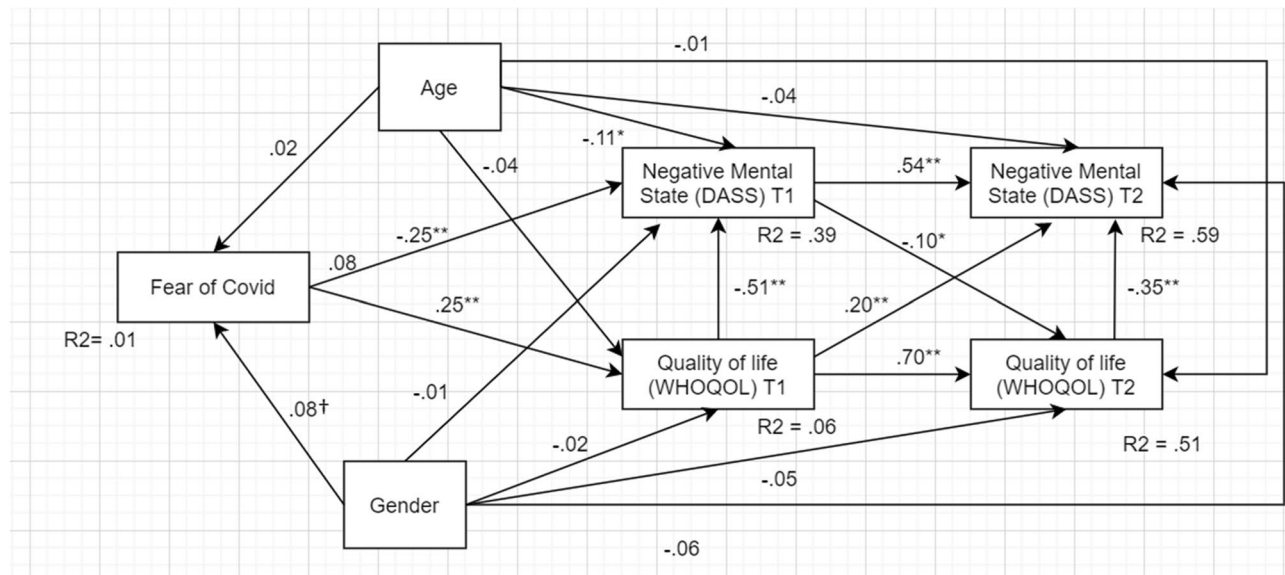 -.01
Age
-.04
-.11*
.02
-.04
Negative Mental
State (DASS) T1
.54**
Negative Mental
State (DASS) T2
-.25**
R2 = .39
-.10*
R2 = .59
.08
Fear of Covid
-.51**
-.35**
.25**
.20**
R2= .01
Quality of life
(WHOQOL) T1
.70**
Quality of life
(WHOQOL) T2
-.01
.08†
R2 = .06
-.02
R2 = .51
-.05
Gender
-.06